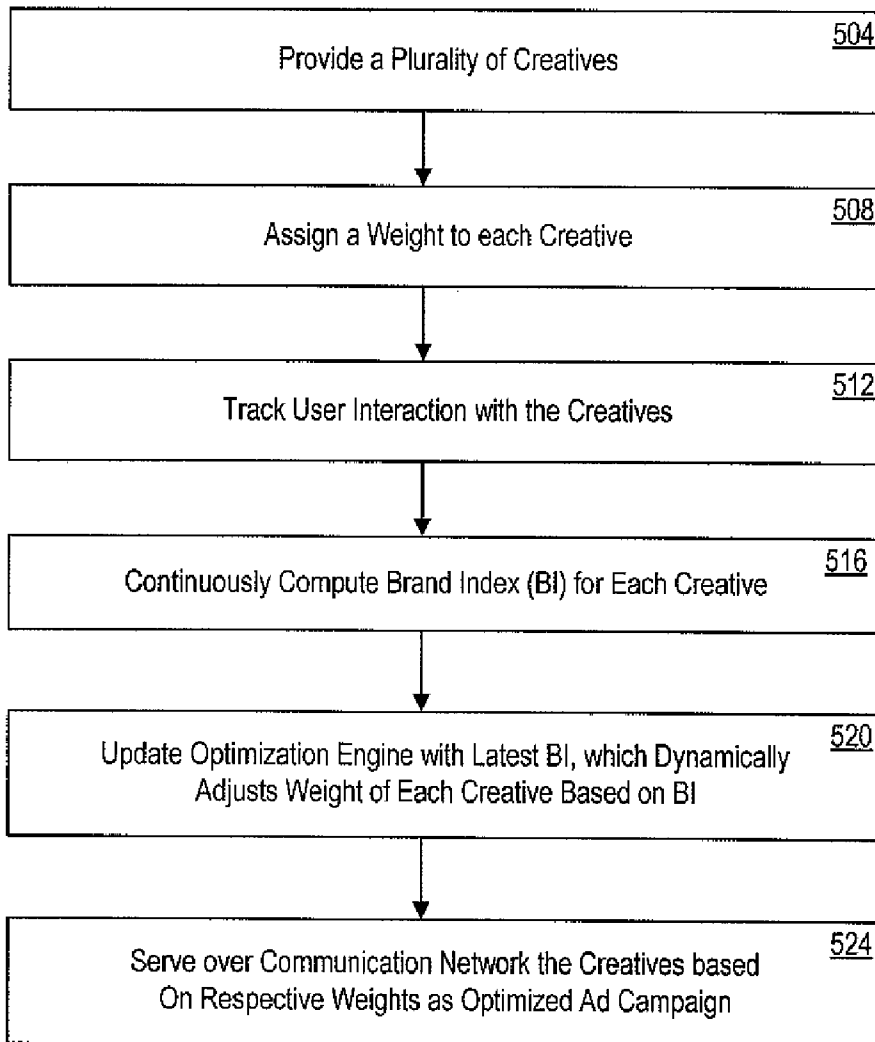 504
Provide a Plurality of Creatives
508
Assign a Weight to each Creative
512
Track User Interaction with the Creatives
516
Continuously Compute Brand Index (BI) for Each Creative
520
Update Optimization Engine with Latest BI, which Dynamically
Adjusts Weight of Each Creative Based on BI
524
Serve over Communication Network the Creatives based
On Respective Weights as Optimized Ad Campaign